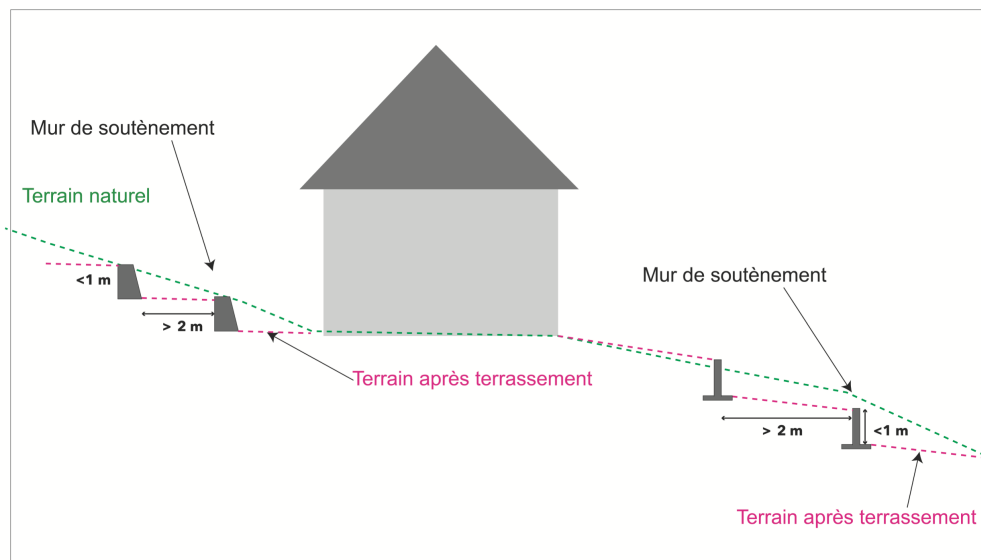 Mur de soutènement
Terrain naturel
<1 m
> 2 m
Terrain après terrassement
Mur de soutènement
> 2 m
<1 m
Terrain après terrassement